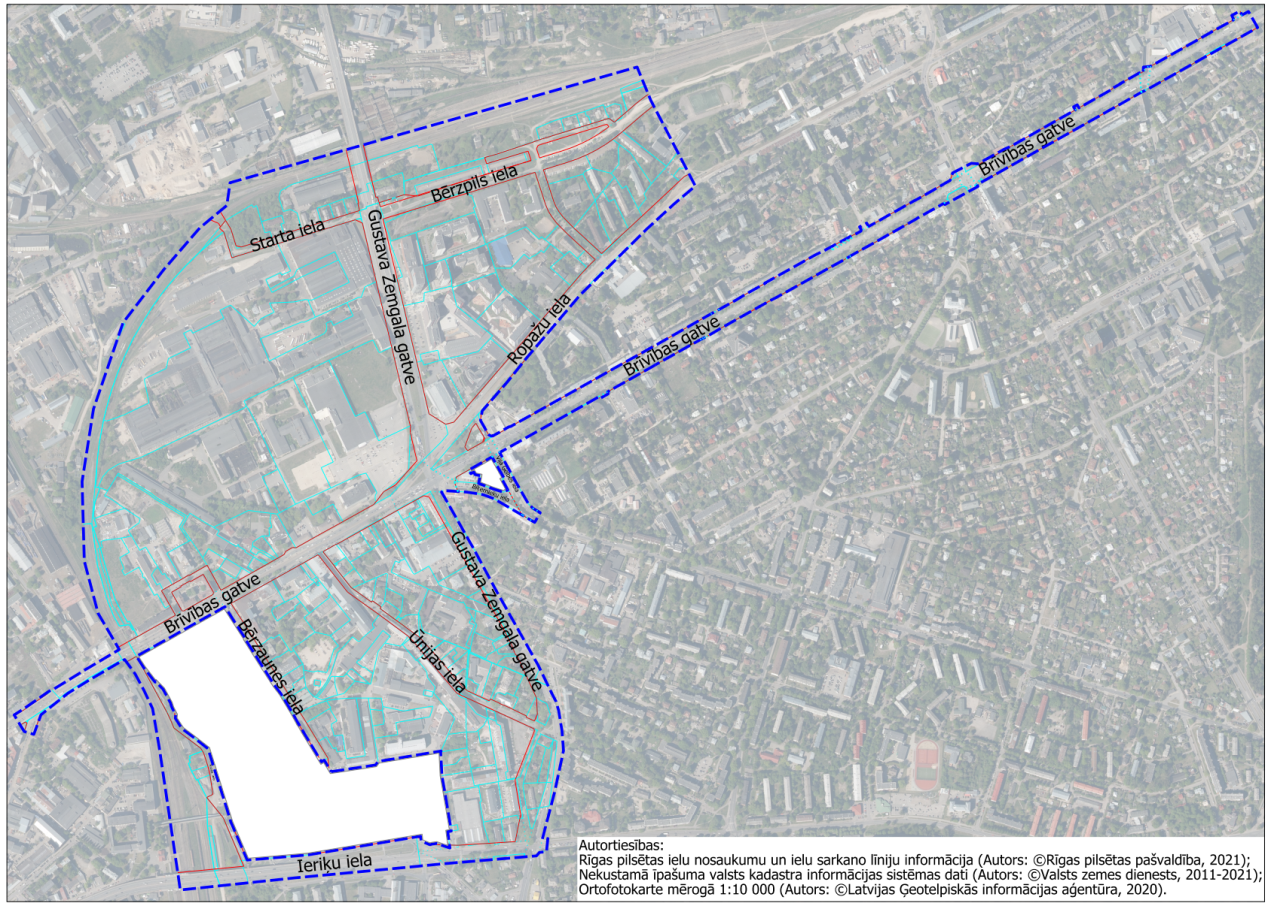 Brīvības gatve
Bērzpils iela
Starta iela
Gustava Zemgala gatve
Ropažu iela
Brīvības gatve
Brīvības gatve
Gustava Zemgala gatve
Bērzaunes iela
Ūnijas iela
Ieriķu iela
Autortiesības:
Rīgas pilsētas ielu nosaukumu un ielu sarkano līniju informācija (Autors: ©Rīgas pilsētas pašvaldība, 2021);
Nekustamā īpašuma valsts kadastra informācijas sistēmas dati (Autors: ©Valsts zemes dienests, 2011-2021);
Ortofotokarte mērogā 1:10 000 (Autors: ©Latvijas Ģeotelpiskās informācijas aģentūra, 2020).